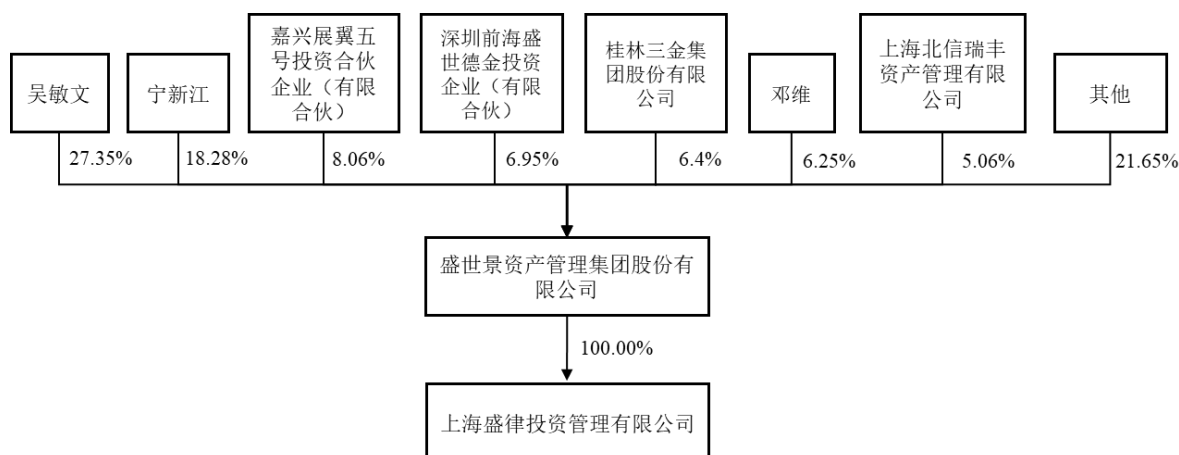 吴敏文
宁新江
嘉兴展翼五
号投资合伙
企业（有限
合伙）
深圳前海盛
世德金投资
企业（有限
合伙）
桂林三金集
团股份有限
公司
邓维
上海北信瑞丰
资产管理有限
公司
其他
27.35%
18.28%
8.06%
6.95%
6.4%
6.25%
5.06%
21.65%
盛世景资产管理集团股份有
限公司
100.00%
上海盛律投资管理有限公司